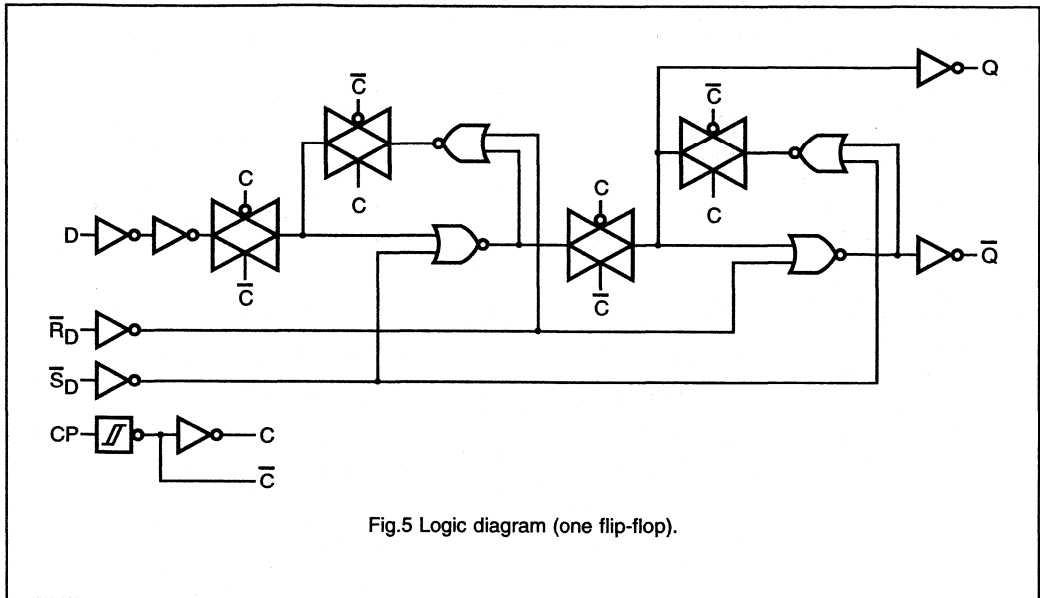 C̅
C̅
Q
C
C
C
D
C
C̅
C̅
Q̅
R̅D
S̅D
CP
C
C̅
Fig.5 Logic diagram (one flip-flop).